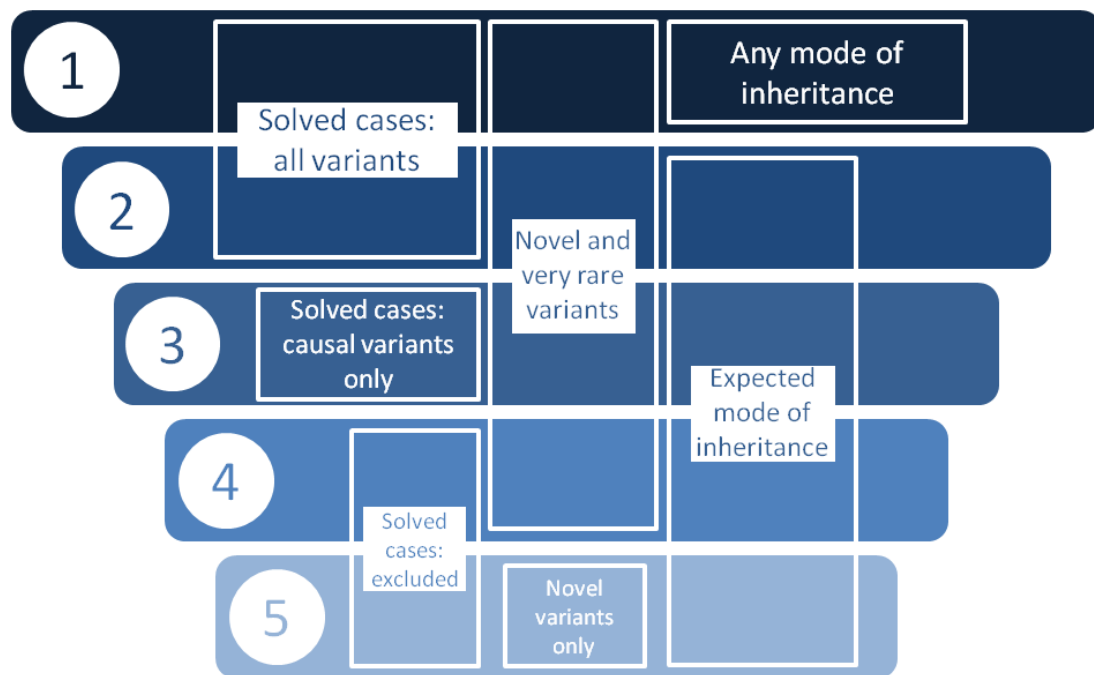 1
Any mode of
inheritance
Solved cases:
all variants
2
Novel and
very rare
variants
3
Solved cases:
causal variants
only
Expected
mode of
inheritance
4
Solved
cases:
excluded
5
Novel
variants
only